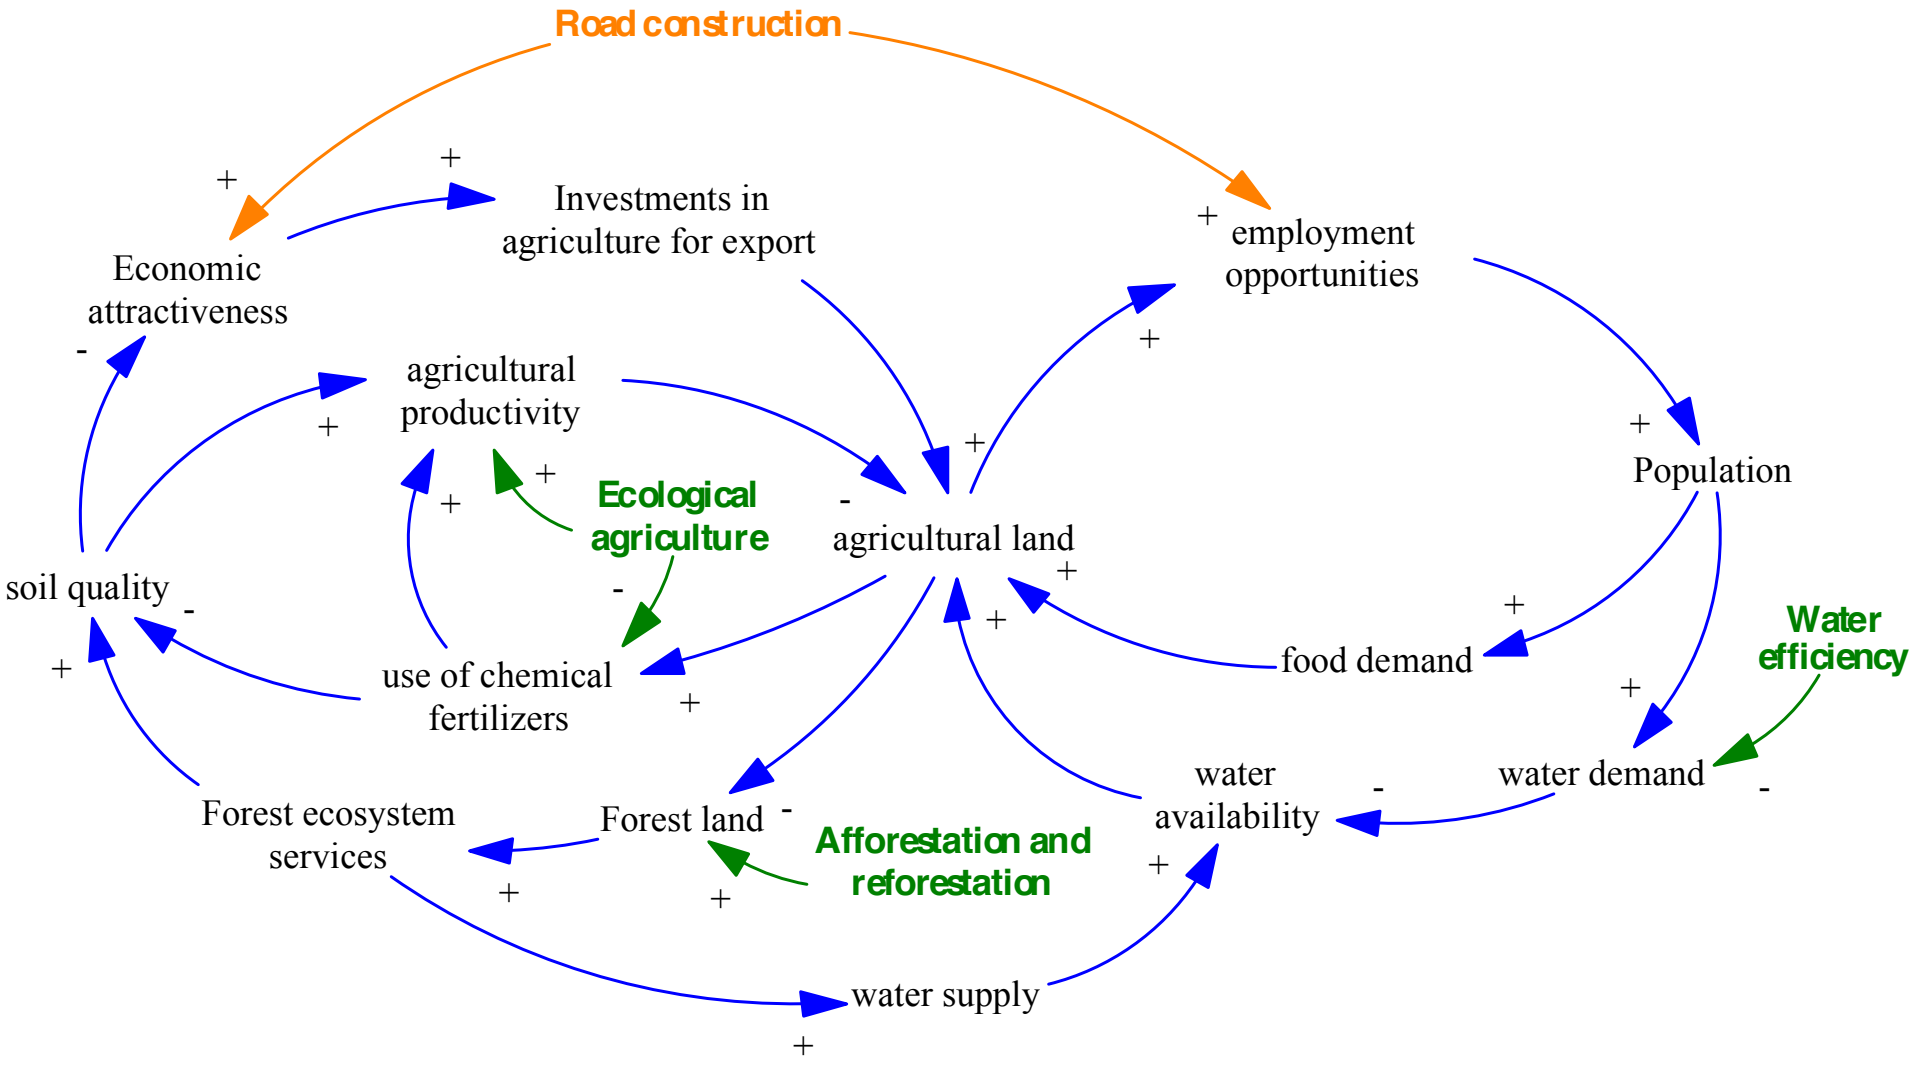 Road construction
+
+
Investments in
agriculture for export
+
employment
opportunities
Economic
attractiveness
-
+
agricultural
productivity
+
+
+
+
Population
+
Ecological
agriculture
+
-
agricultural land
+
-
soil quality
-
+
+
Water
efficiency
+
use of chemical
fertilizers
+
food demand
+
water
availability
-
water demand
-
Forest ecosystem
services
Forest land
-
Afforestation and
reforestation
+
+
+
water supply
+